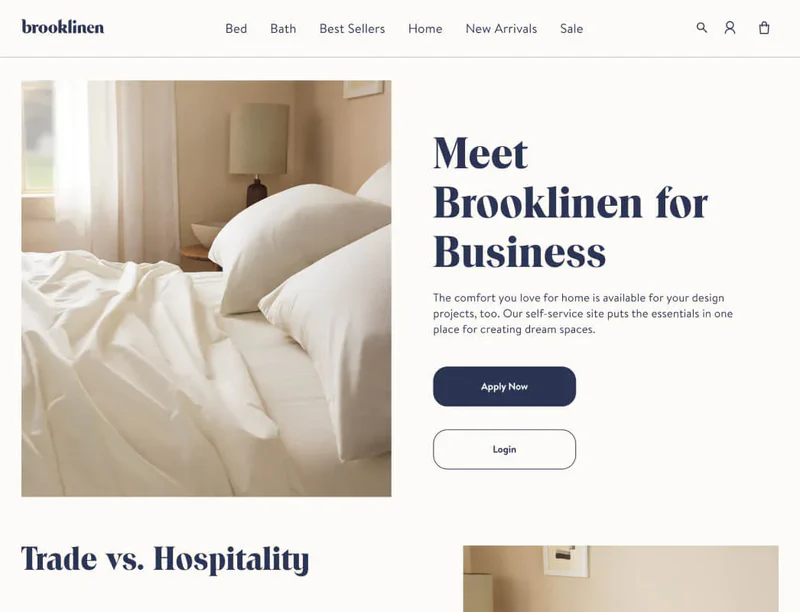 brooklinen
Bed
Bath
Best Sellers
Home
New Arrivals
Sale
Meet
Brooklinen for
Business
The comfort you love for home is available for your design
projects, too. Our self-service site puts the essentials in one
place for creating dream spaces.
Apply Now
Login
Trade vs. Hospitality